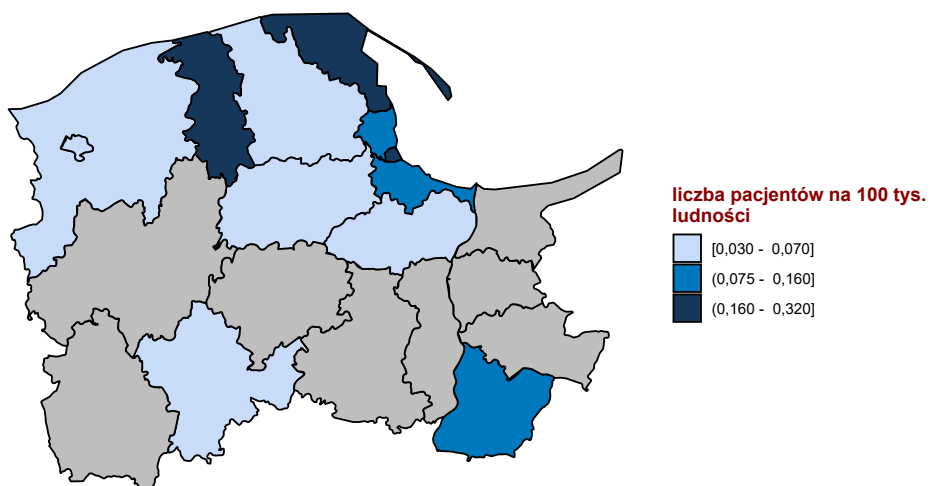 liczba pacjentów na 100 tys.
ludności
[0,030 - 0,070]
(0,075 - 0,160]
(0,160 - 0,320]